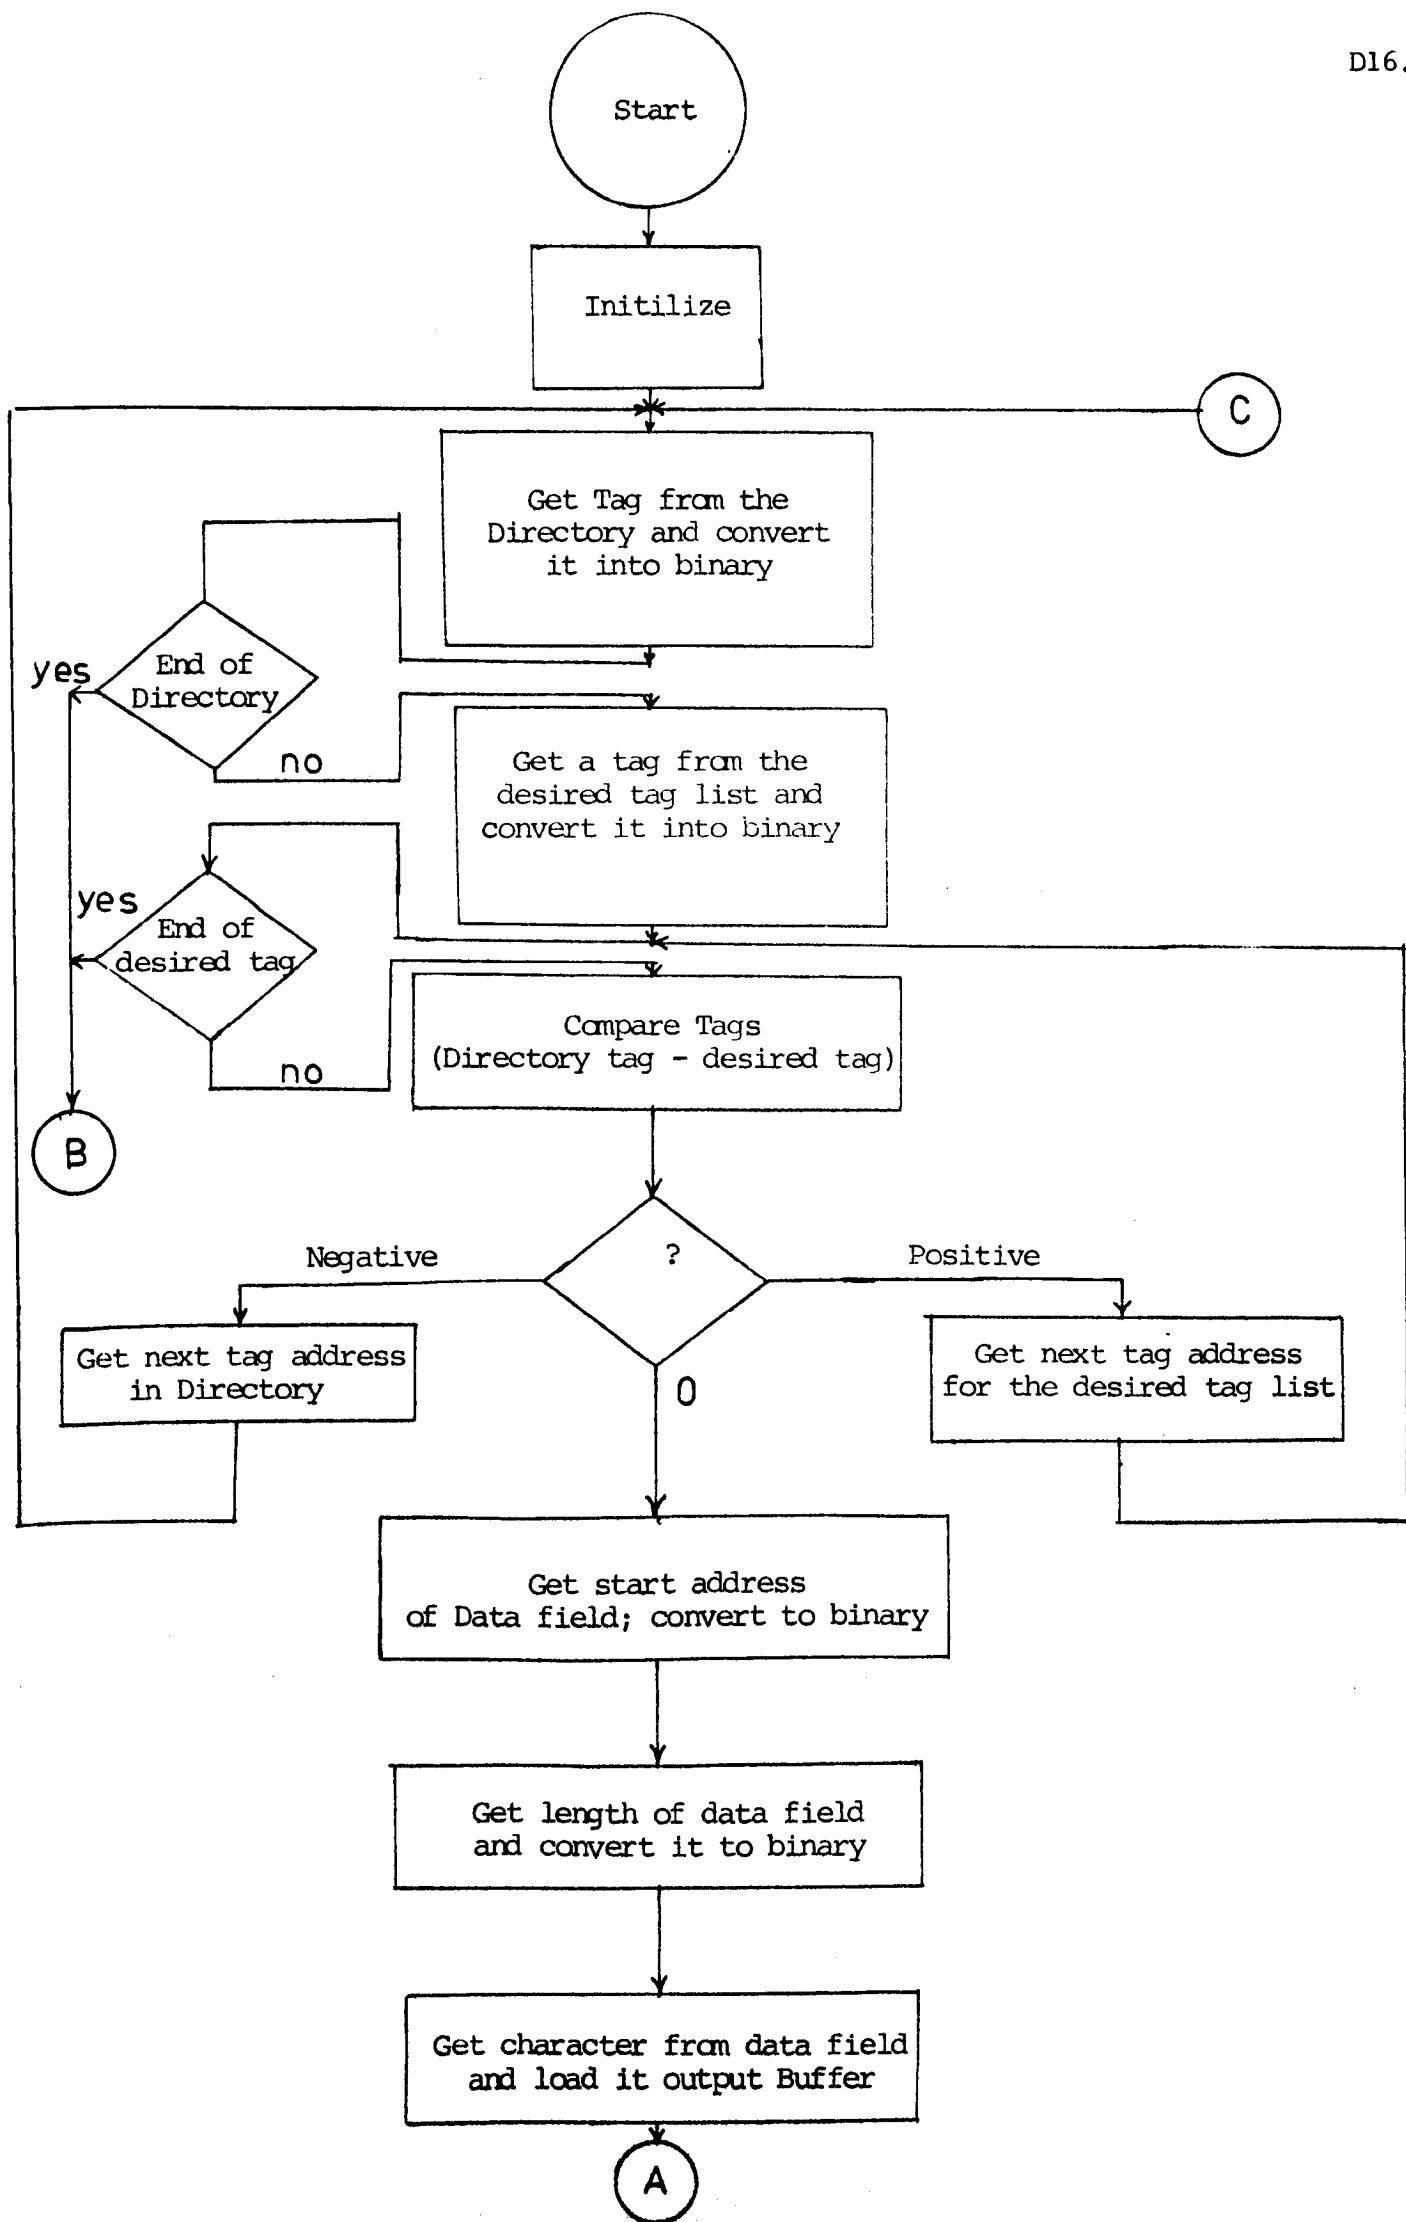 D16.
Start
Initilize
C
Get Tag from the
Directory and convert
it into binary
yes
End of
Directory
no
Get a tag from the
desired tag list and
convert it into binary
yes
End of
desired tag
no
Compare Tags
(Directory tag - desired tag)
B
Negative
?
Positive
Get next tag address
in Directory
0
Get next tag address
for the desired tag list
Get start address
of Data field; convert to binary
Get length of data field
and convert it to binary
Get character from data field
and load it output Buffer
A